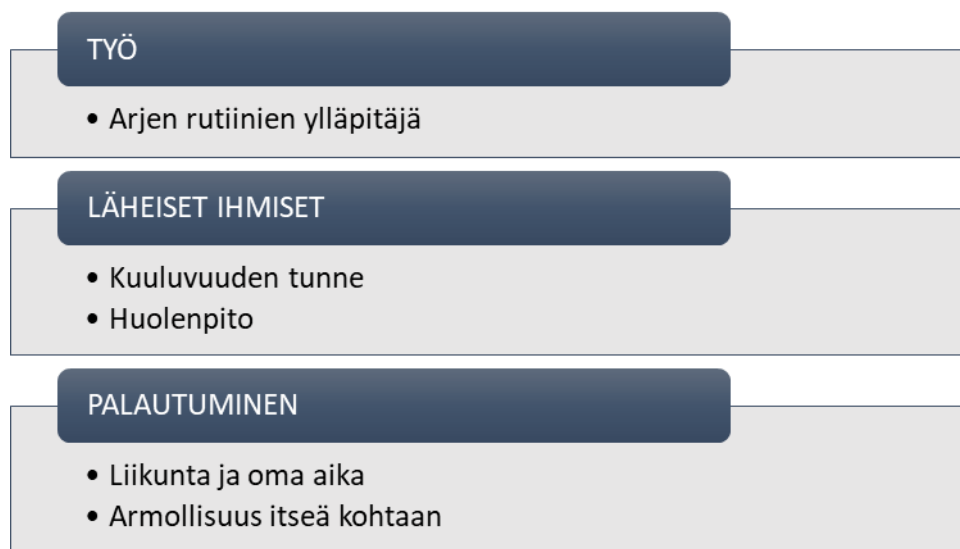 TYÖ
• Arjen rutiinien ylläpitäjä
LÄHEISET IHMISET
• Kuuluvuuden tunne
• Huolenpito
PALAUTUMINEN
• Liikunta ja oma aika
• Armollisuus itseä kohtaan